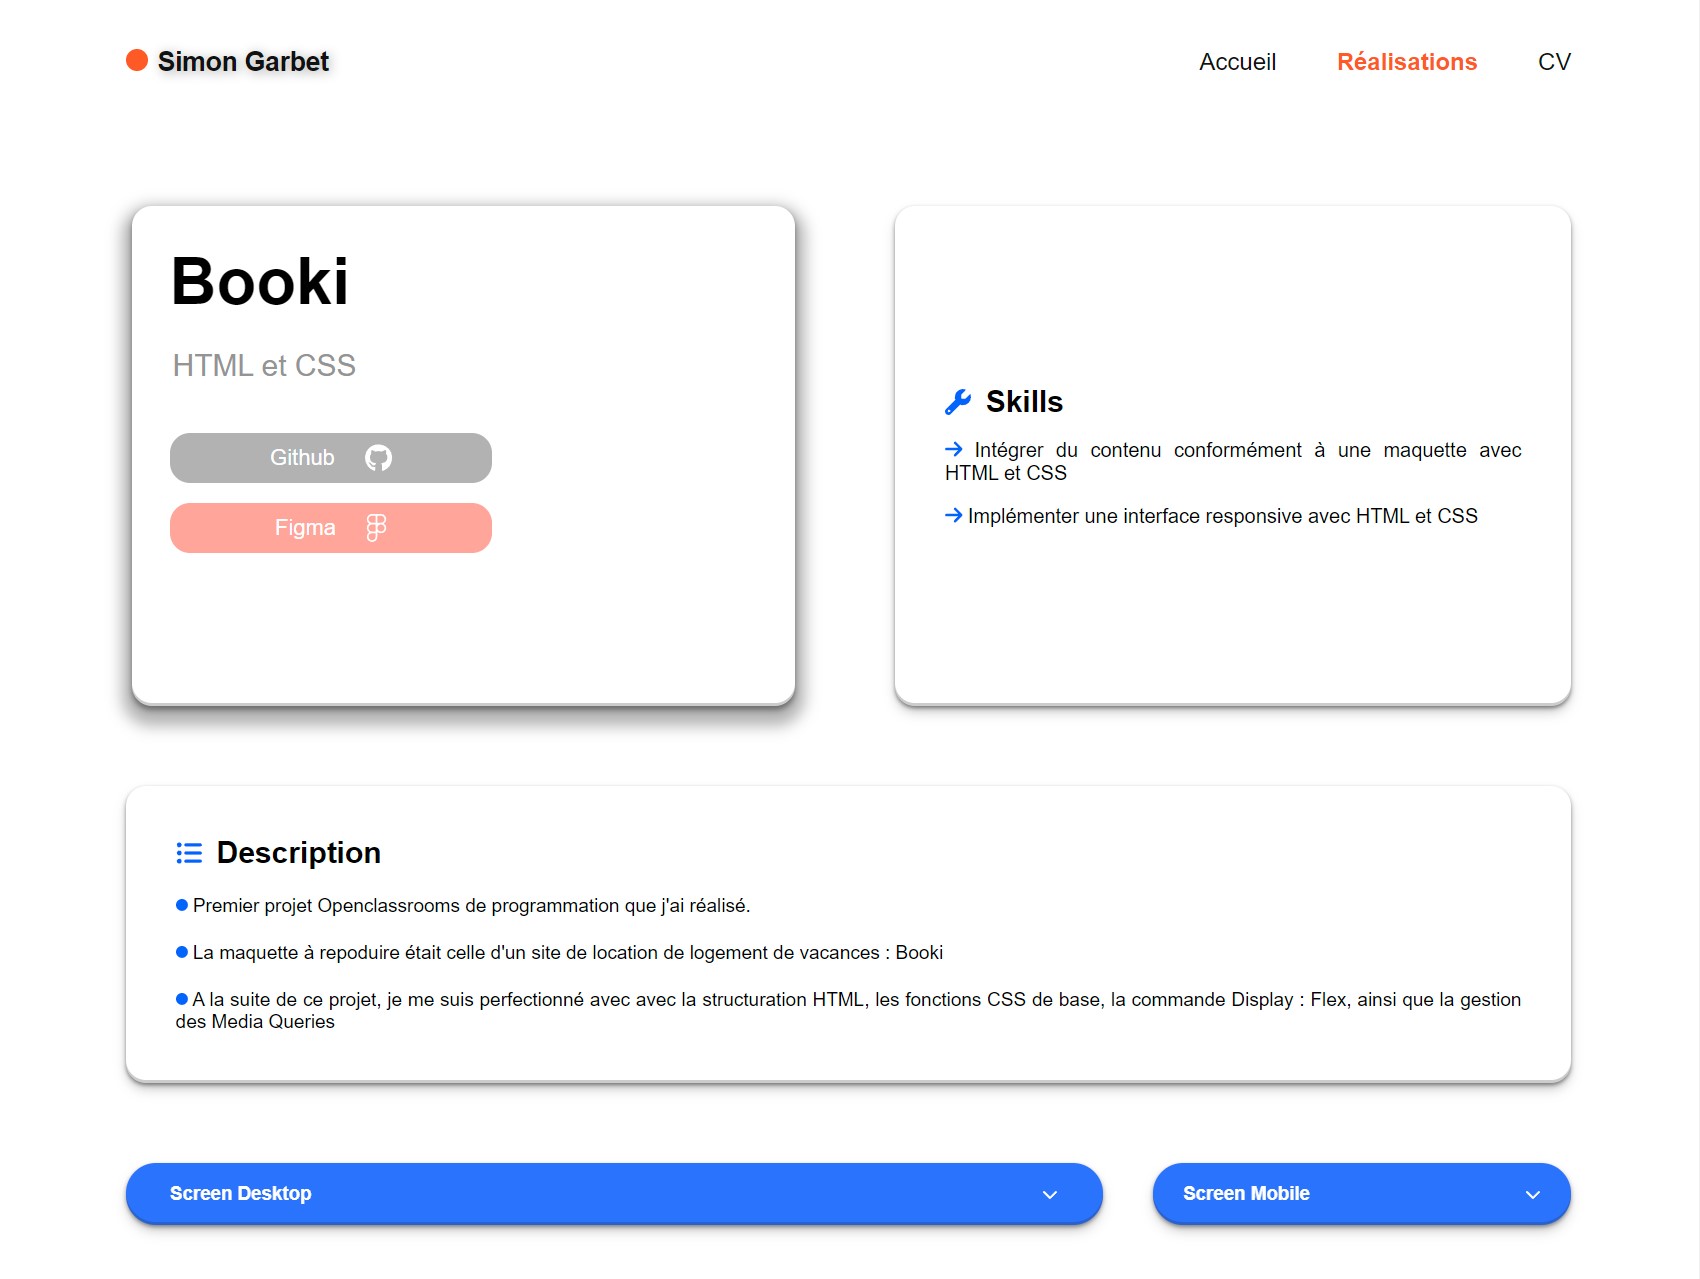 Simon Garbet
Accueil
Réalisations
CV
Booki
HTML et CSS
Github
Figma
Skills
Intégrer du contenu conformément à une maquette avec
HTML et CSS
Implémenter une interface responsive avec HTML et CSS
Description
Premier projet Openclassrooms de programmation que j'ai réalisé.
La maquette à repoduire était celle d'un site de location de logement de vacances : Booki
A la suite de ce projet, je me suis perfectionné avec avec la structuration HTML, les fonctions CSS de base, la commande Display : Flex, ainsi que la gestion
des Media Queries
Screen Desktop
Screen Mobile